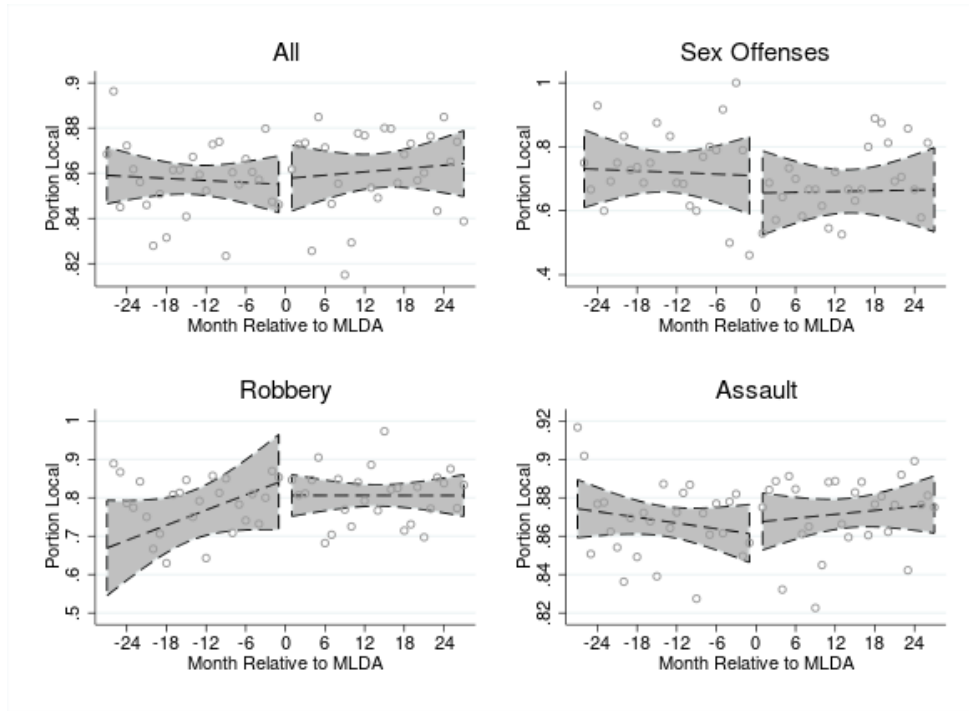 All
Portion Local
.9
.88
.86
.84
.82
-24 -18 -12 -6 0 6 12 18 24
Month Relative to MLDA
Sex Offenses
Portion Local
1
.8
.6
.4
-24 -18 -12 -6 0 6 12 18 24
Month Relative to MLDA
Robbery
Portion Local
1
.9
.8
.7
.6
.5
-24 -18 -12 -6 0 6 12 18 24
Month Relative to MLDA
Assault
Portion Local
.92
.9
.88
.86
.84
.82
-24 -18 -12 -6 0 6 12 18 24
Month Relative to MLDA